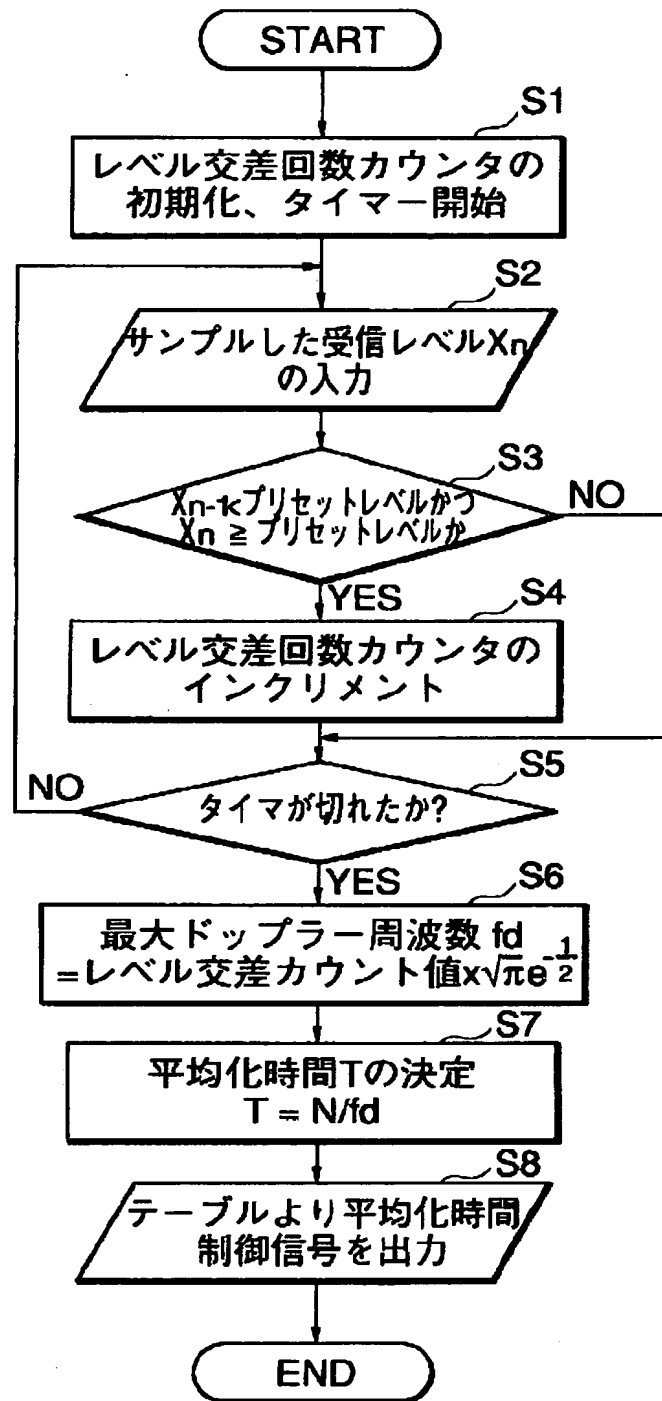 START
S1
レベル交差回数カウンタの
初期化、タイマー開始
S2
サンプルした受信レベルXn
の入力
S3
Xn-1<プリセットレベルかつ
Xn ≧ プリセットレベルか
NO
YES
S4
レベル交差回数カウンタの
インクリメント
S5
タイマが切れたか?
NO
YES
S6
最大ドップラー周波数 fd
=レベル交差カウント値x√πe^-1/2
S7
平均化時間Tの決定
T = N/fd
S8
テーブルより平均化時間
制御信号を出力
END